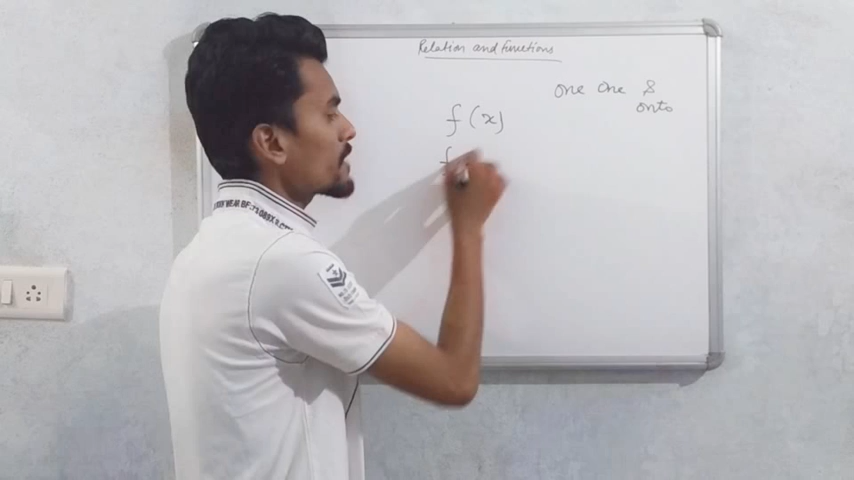 Relation and Functions
one one &
onto
f(x)
f